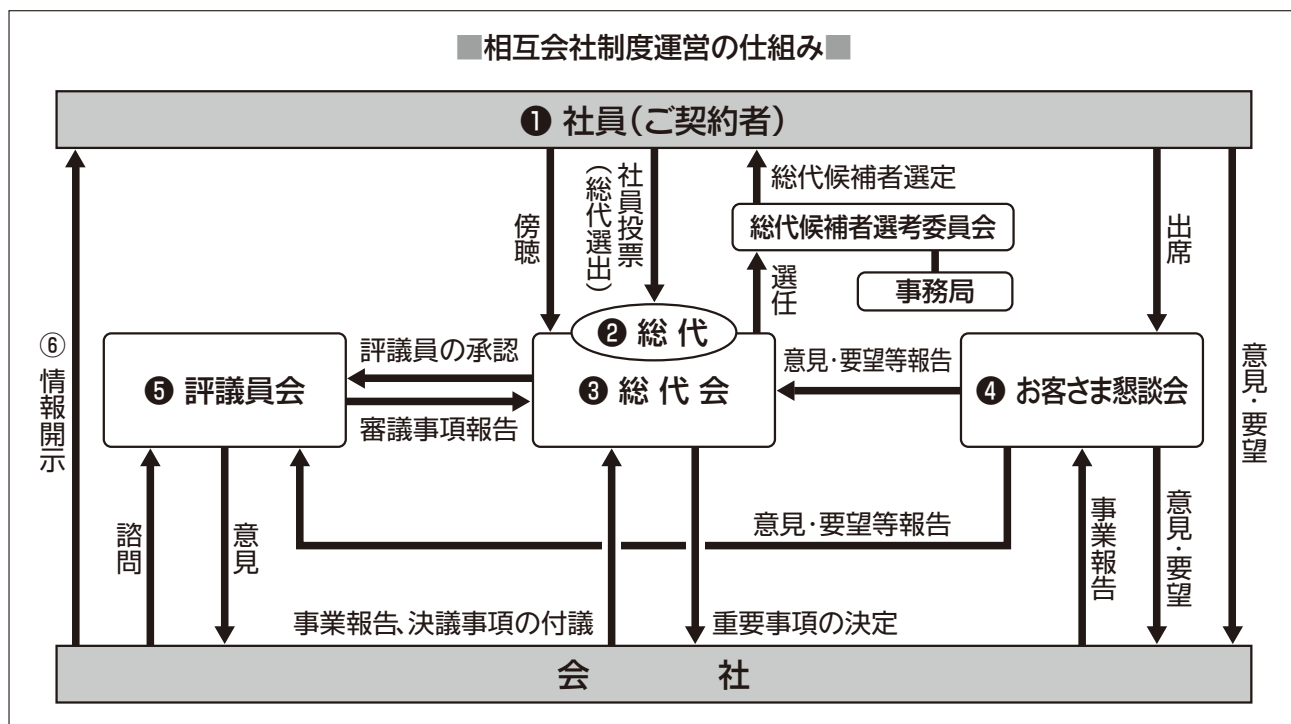 ■相互会社制度運営の仕組み■
❶ 社員（ご契約者）
総代候補者選定
社員投票
（総代選出）
傍聴
総代候補者選考委員会
選任
事務局
出席
❷ 総代
⑥情報開示
評議員の承認
意見・要望等報告
意見・要望
❺ 評議員会
❸ 総代会
❹ お客さま懇談会
審議事項報告
諮問
意見
意見・要望等報告
事業報告
意見・要望
事業報告、決議事項の付議
重要事項の決定
会 社